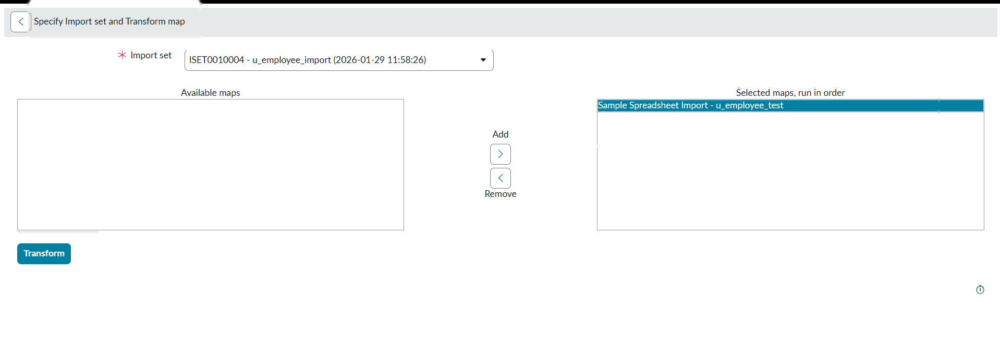 Specify Import set and Transform map
Import set
ISET0010004 - u_employee_import (2026-01-29 11:58:26)
Available maps
Selected maps, run in order
Sample Spreadsheet Import - u_employee_test
Add
Remove
Transform